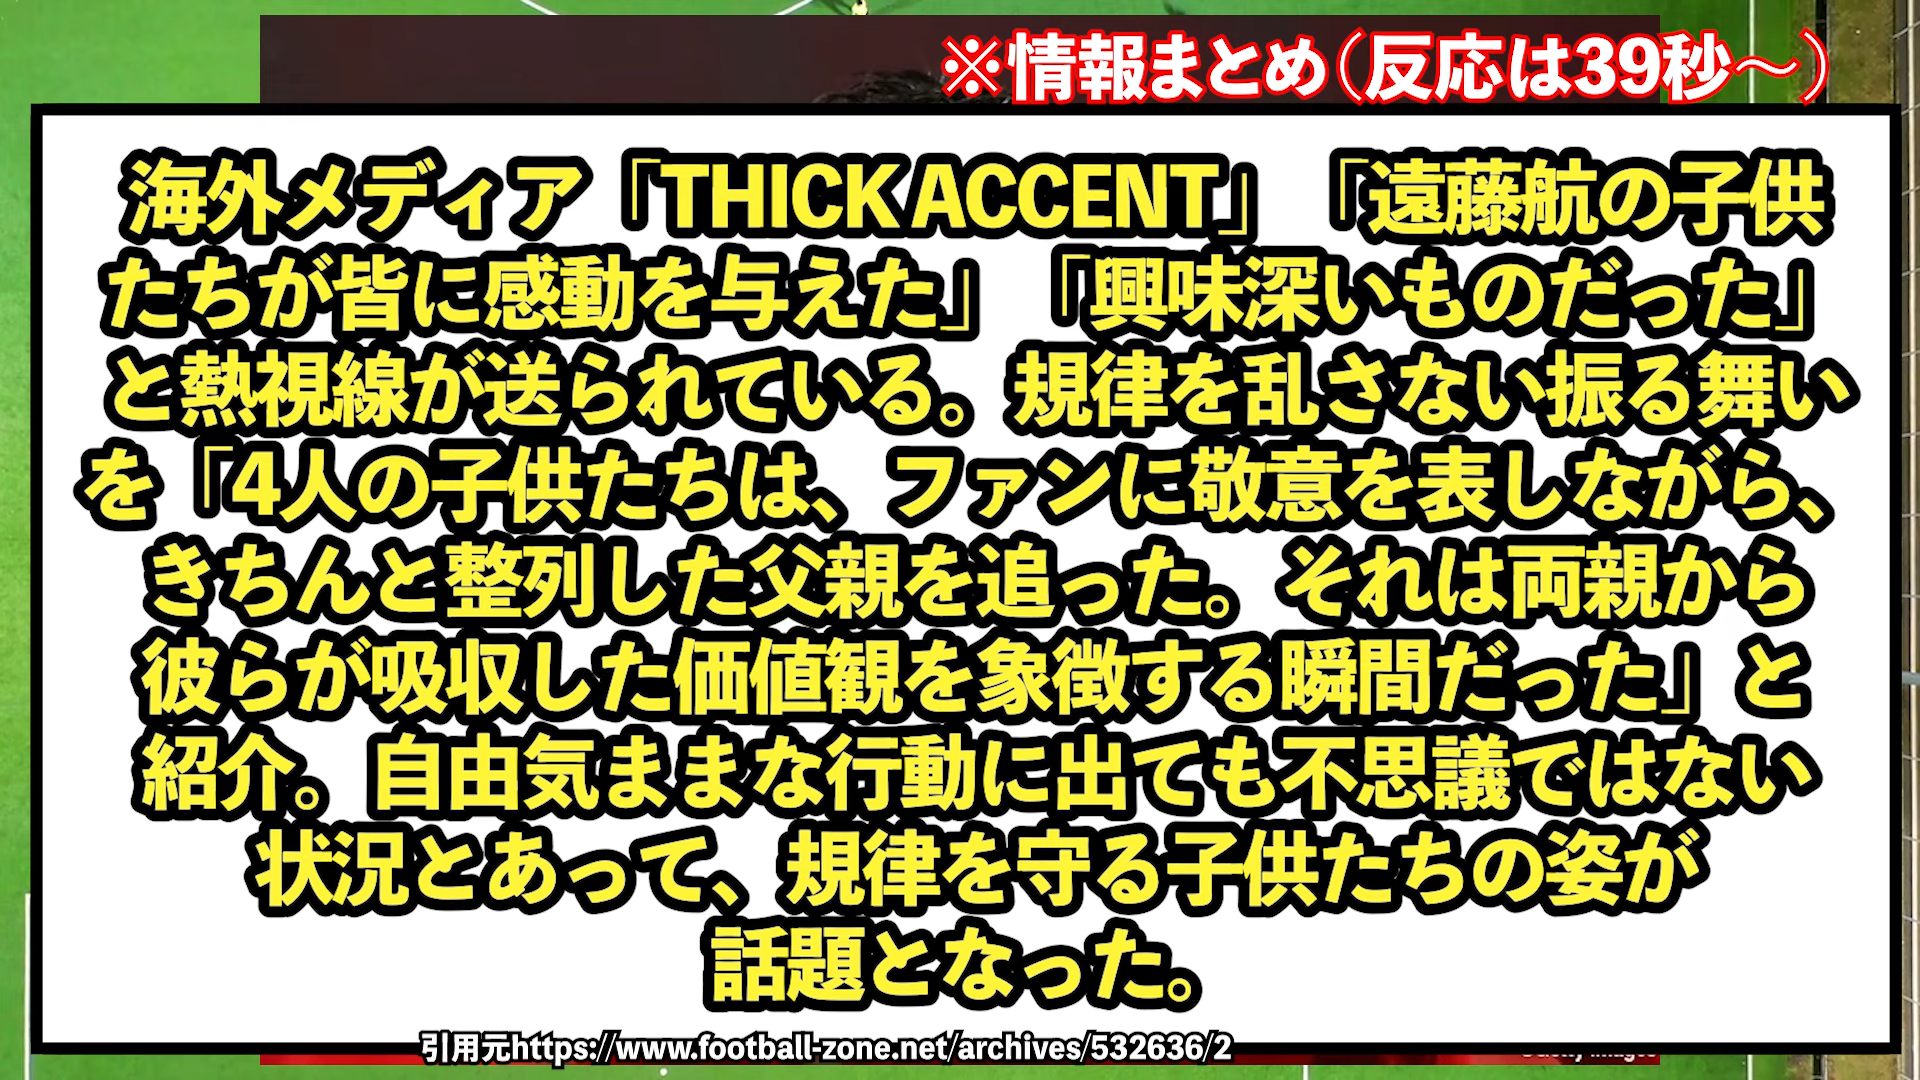 ※情報まとめ（反応は39秒～）
海外メディア『THICK ACCENT』『遠藤航の子供
たちが皆に感動を与えた』『興味深いものだった』
と熱視線が送られている。規律を乱さない振る舞い
を『4人の子供たちは、ファンに敬意を表しながら、
きちんと整列した父親を追った。それは両親から
彼らが吸収した価値観を象徴する瞬間だった』と
紹介。自由気ままな行動に出ても不思議ではない
状況とあって、規律を守る子供たちの姿が
話題となった。
引用元https://www.football-zone.net/archives/532636/2